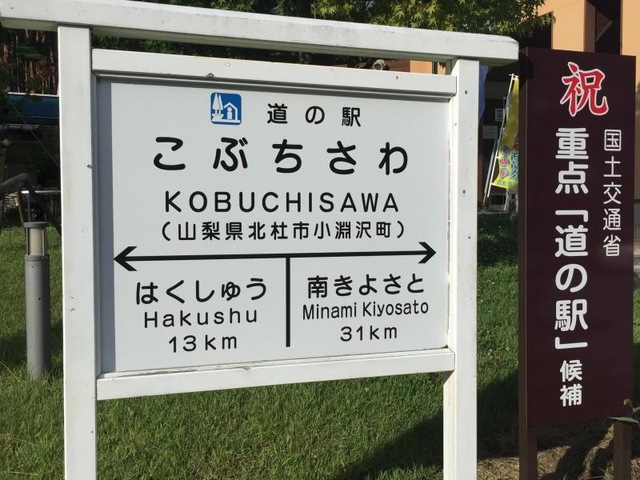 道の駅
こぶちさわ
KOBUCHISAWA
(山梨県北杜市小淵沢町)
はくしゅう
Hakushu
13km
南きよさと
Minami Kiyosato
31km
祝
国土交通省
重点「道の駅」候補